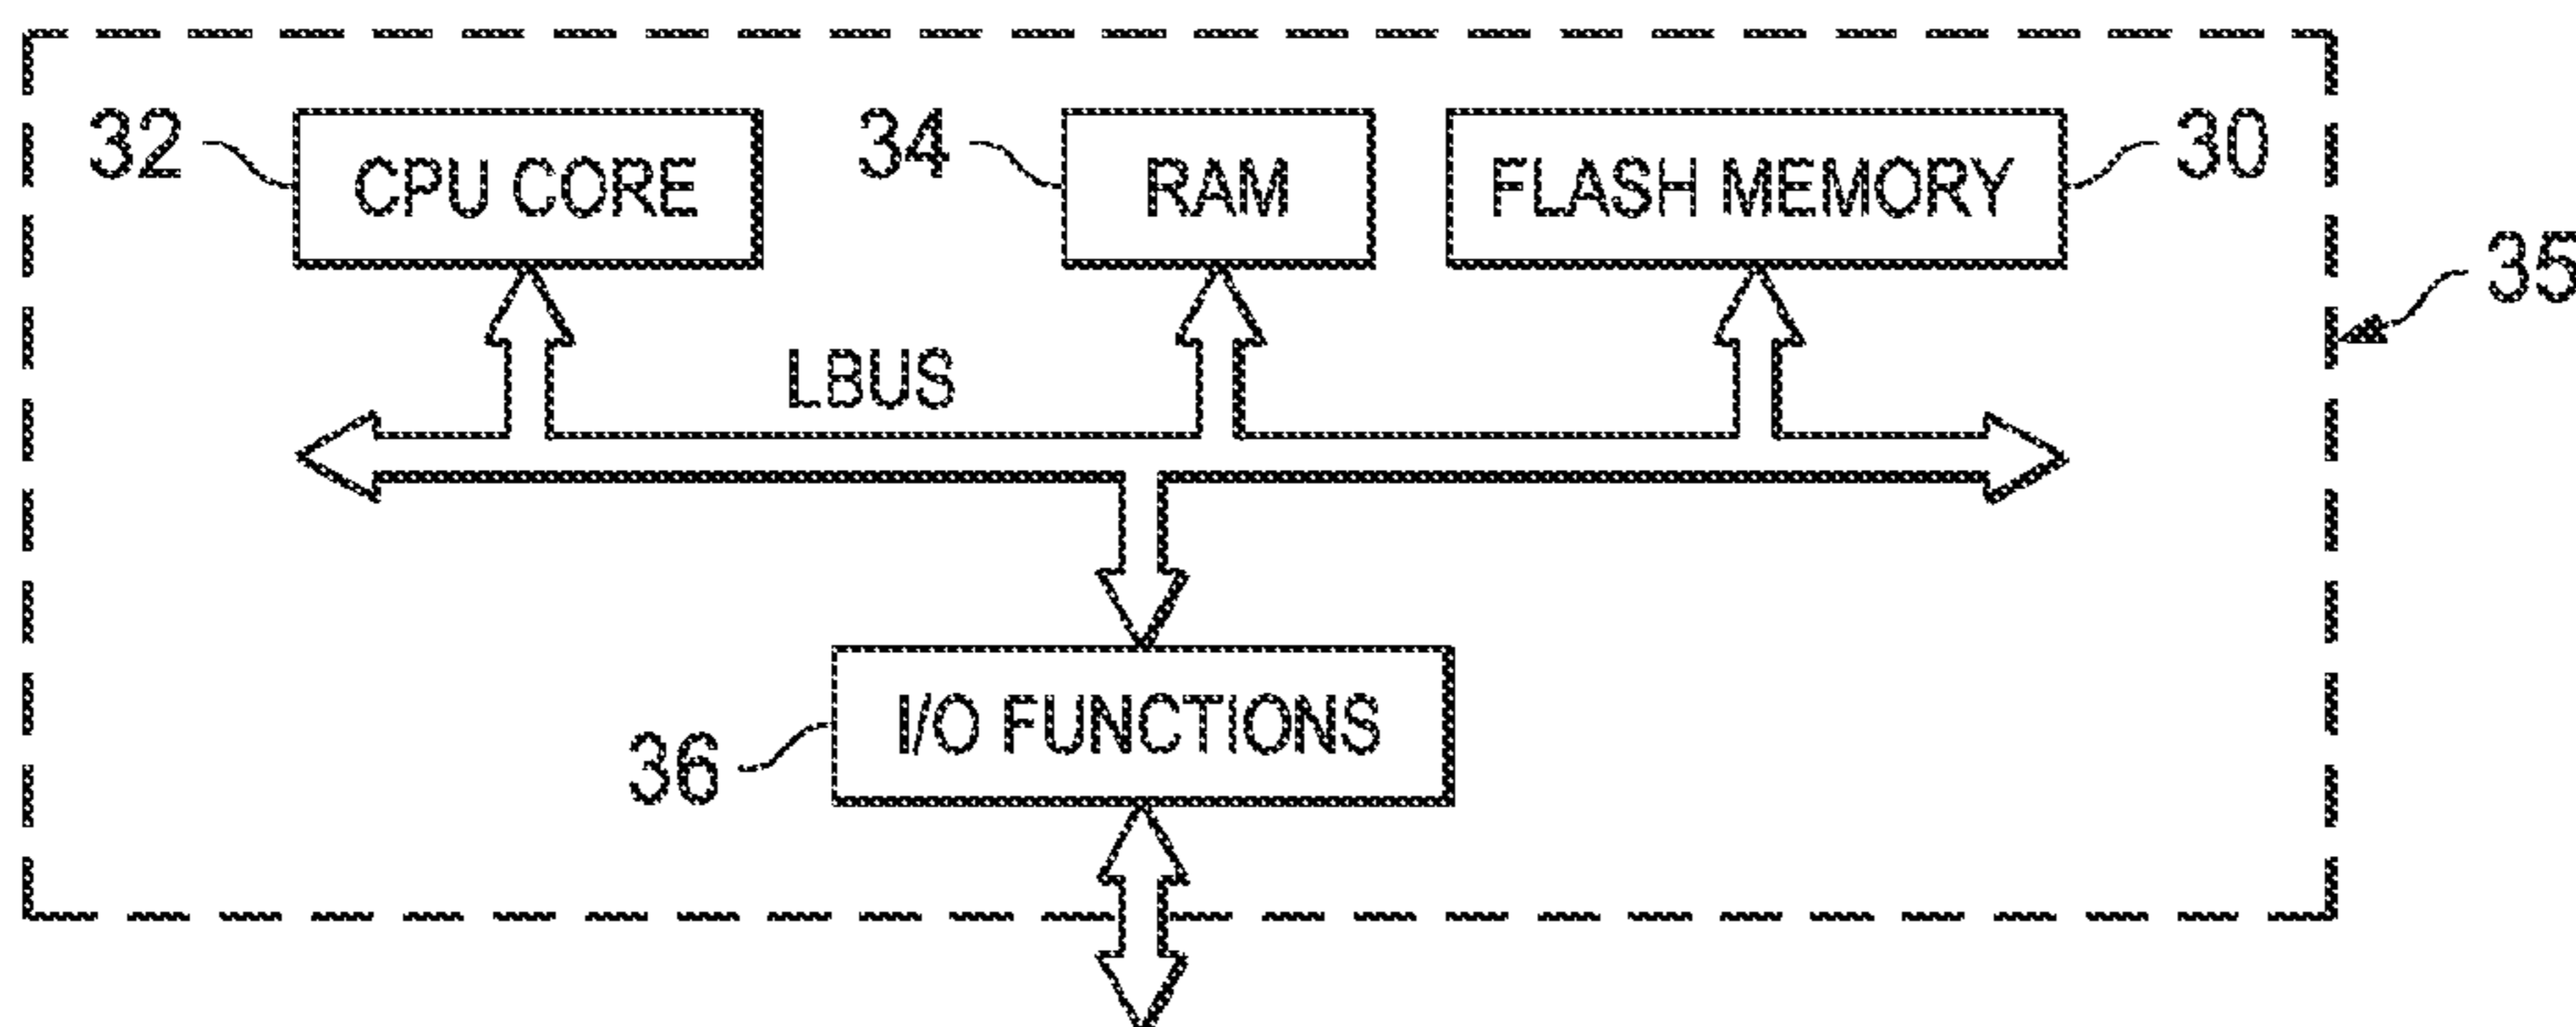 32
CPU CORE
34
RAM
FLASH MEMORY
30
35
LBUS
I/O FUNCTIONS
36